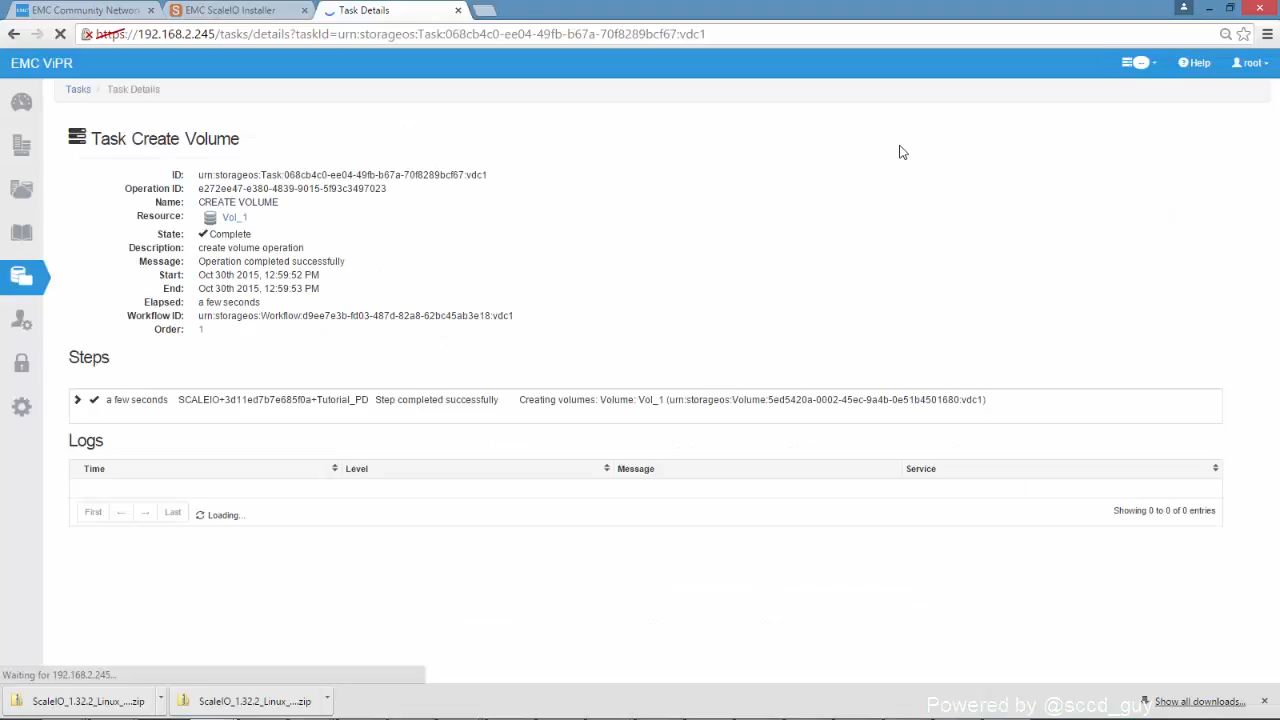 EMC Community Network
EMC ScaleIO Installer
Task Details
https://192.168.2.245/tasks/details?taskId=urn:storageos:Task:068cb4c0-ee04-49fb-b67a-70f8289bcf67:vdc1
EMC ViPR
Help
root
Tasks / Task Details
Task Create Volume
ID: urn:storageos:Task:068cb4c0-ee04-49fb-b67a-70f8289bcf67:vdc1
Operation ID: e272ee47-e380-4839-9015-5f93c3497023
Name: CREATE VOLUME
Resource: Vol_1
State: Complete
Description: create volume operation
Message: Operation completed successfully
Start: Oct 30th 2015, 12:59:52 PM
End: Oct 30th 2015, 12:59:53 PM
Elapsed: a few seconds
Workflow ID: urn:storageos:Workflow:d9ee7e3b-fd03-487d-82a8-62bc45ab3e18:vdc1
Order: 1
Steps
a few seconds SCALEIO+3d11ed7b7e685f0a+Tutorial_PD Step completed successfully Creating volumes: Volume: Vol_1 (urn:storageos:Volume:5ed5420a-0002-45ec-9a4b-0e51b4501680:vdc1)
Logs
Time Level Message Service
First ← → Last Loading... Showing 0 to 0 of 0 entries
Waiting for 192.168.2.245...
ScaleIO_1.32.2_Linux_....zip
ScaleIO_1.32.2_Linux_....zip
Show all downloads...
Powered by @sccd_guy